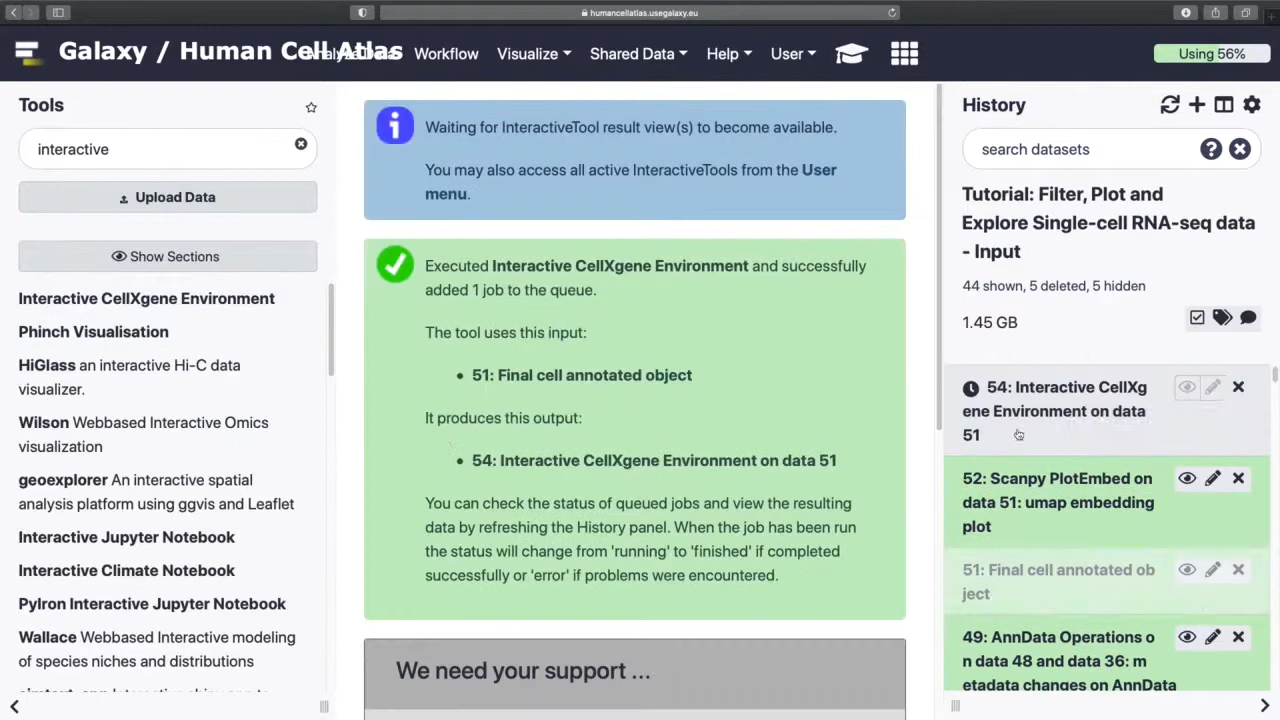 humancellatlas.usegalaxy.eu
Galaxy / Human Cell Atlas
Workflow
Visualize
Shared Data
Help
User
Using 56%
Tools
interactive
Upload Data
Show Sections
Interactive CellXgene Environment
Phinch Visualisation
HiGlass an interactive Hi-C data
visualizer.
Wilson Webbased Interactive Omics
visualization
geoexplorer An interactive spatial
analysis platform using ggvis and Leaflet
Interactive Jupyter Notebook
Interactive Climate Notebook
PyIron Interactive Jupyter Notebook
Wallace Webbased Interactive modeling
of species niches and distributions
Waiting for InteractiveTool result view(s) to become available.
You may also access all active InteractiveTools from the User
menu.
Executed Interactive CellXgene Environment and successfully
added 1 job to the queue.
The tool uses this input:
• 51: Final cell annotated object
It produces this output:
• 54: Interactive CellXgene Environment on data 51
You can check the status of queued jobs and view the resulting
data by refreshing the History panel. When the job has been run
the status will change from 'running' to 'finished' if completed
successfully or 'error' if problems were encountered.
We need your support ...
History
search datasets
Tutorial: Filter, Plot and
Explore Single-cell RNA-seq data
- Input
44 shown, 5 deleted, 5 hidden
1.45 GB
54: Interactive CellXg
ene Environment on data
51
52: Scanpy PlotEmbed on
data 51: umap embedding
plot
51: Final cell annotated ob
ject
49: AnnData Operations o
n data 48 and data 36: m
etadata changes on AnnData